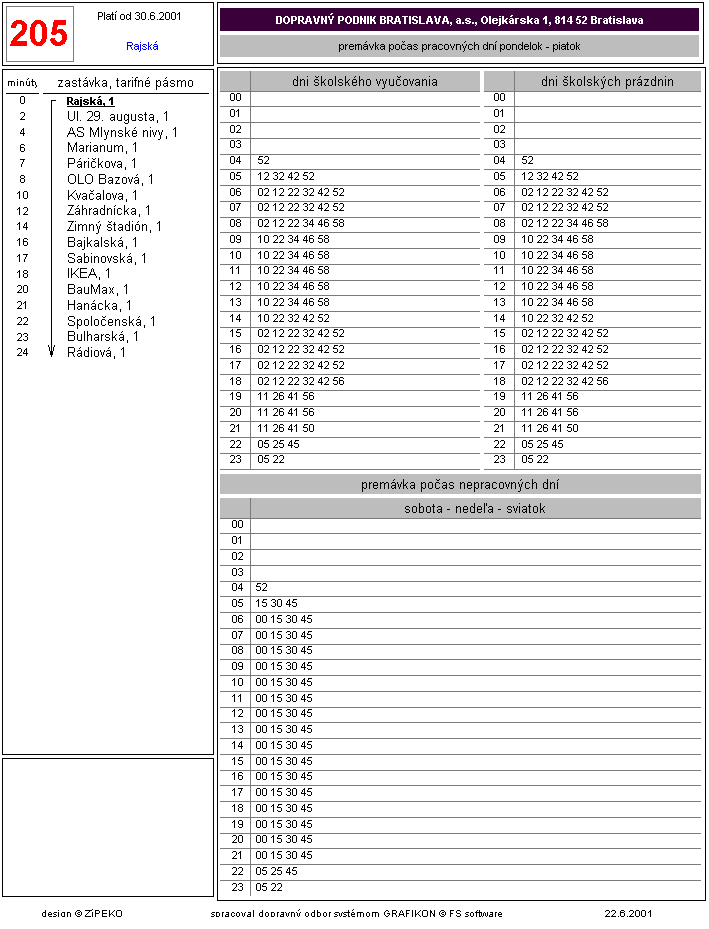 205
Platí od 30.6.2001
Rajská
DOPRAVNÝ PODNIK BRATISLAVA, a.s., Olejkárska 1, 814 52 Bratislava
premávka počas pracovných dní pondelok - piatok
minúty zastávka, tarifné pásmo
0 Rajská, 1
2 Ul. 29. augusta, 1
4 AS Mlynské nivy, 1
6 Marianum, 1
7 Páričkova, 1
8 OLO Bazová, 1
10 Kvačalova, 1
12 Záhradnícka, 1
14 Zimný štadión, 1
16 Bajkalská, 1
17 Sabinovská, 1
18 IKEA, 1
20 BauMax, 1
21 Hanácka, 1
22 Spoločenská, 1
23 Bulharská, 1
24 Rádiová, 1
dni školského vyučovania
00
01
02
03
04 52
05 12 32 42 52
06 02 12 22 32 42 52
07 02 12 22 32 42 52
08 02 12 22 34 46 58
09 10 22 34 46 58
10 10 22 34 46 58
11 10 22 34 46 58
12 10 22 34 46 58
13 10 22 34 46 58
14 10 22 32 42 52
15 02 12 22 32 42 52
16 02 12 22 32 42 52
17 02 12 22 32 42 52
18 02 12 22 32 42 56
19 11 26 41 56
20 11 26 41 56
21 11 26 41 50
22 05 25 45
23 05 22
dni školských prázdnin
00
01
02
03
04 52
05 12 32 42 52
06 02 12 22 32 42 52
07 02 12 22 32 42 52
08 02 12 22 34 46 58
09 10 22 34 46 58
10 10 22 34 46 58
11 10 22 34 46 58
12 10 22 34 46 58
13 10 22 34 46 58
14 10 22 32 42 52
15 02 12 22 32 42 52
16 02 12 22 32 42 52
17 02 12 22 32 42 52
18 02 12 22 32 42 56
19 11 26 41 56
20 11 26 41 56
21 11 26 41 50
22 05 25 45
23 05 22
premávka počas nepracovných dní
sobota - nedeľa - sviatok
00
01
02
03
04 52
05 15 30 45
06 00 15 30 45
07 00 15 30 45
08 00 15 30 45
09 00 15 30 45
10 00 15 30 45
11 00 15 30 45
12 00 15 30 45
13 00 15 30 45
14 00 15 30 45
15 00 15 30 45
16 00 15 30 45
17 00 15 30 45
18 00 15 30 45
19 00 15 30 45
20 00 15 30 45
21 00 15 30 45
22 05 25 45
23 05 22
design © ZíPEKO spracoval dopravný odbor systémom GRAFIKON © FS software 22.6.2001